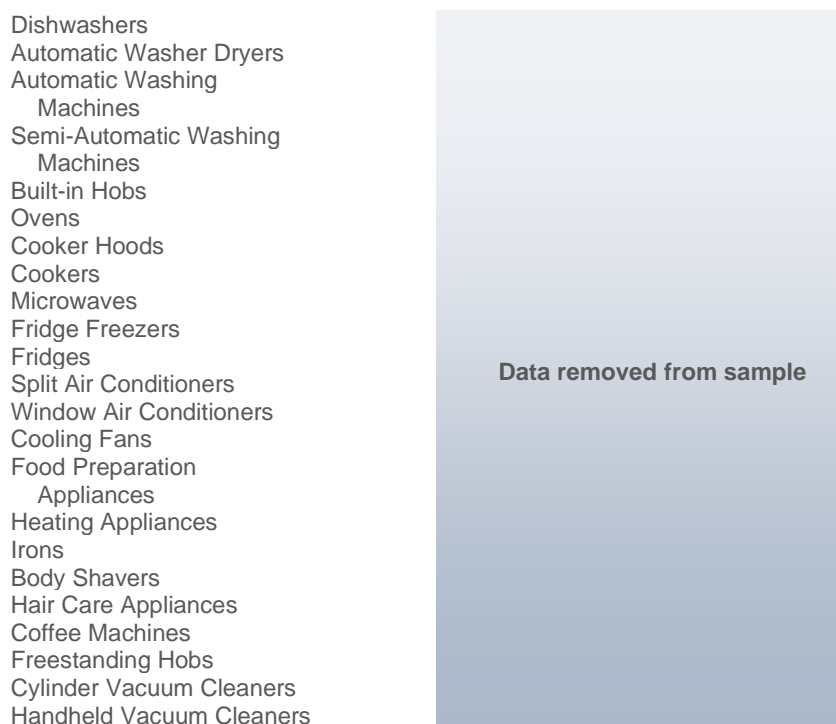 Dishwashers
Automatic Washer Dryers
Automatic Washing
Machines
Semi-Automatic Washing
Machines
Built-in Hobs
Ovens
Cooker Hoods
Cookers
Microwaves
Fridge Freezers
Fridges
Split Air Conditioners
Data removed from sample
Window Air Conditioners
Cooling Fans
Food Preparation
Appliances
Heating Appliances
Irons
Body Shavers
Hair Care Appliances
Coffee Machines
Freestanding Hobs
Cylinder Vacuum Cleaners
Handheld Vacuum Cleaners